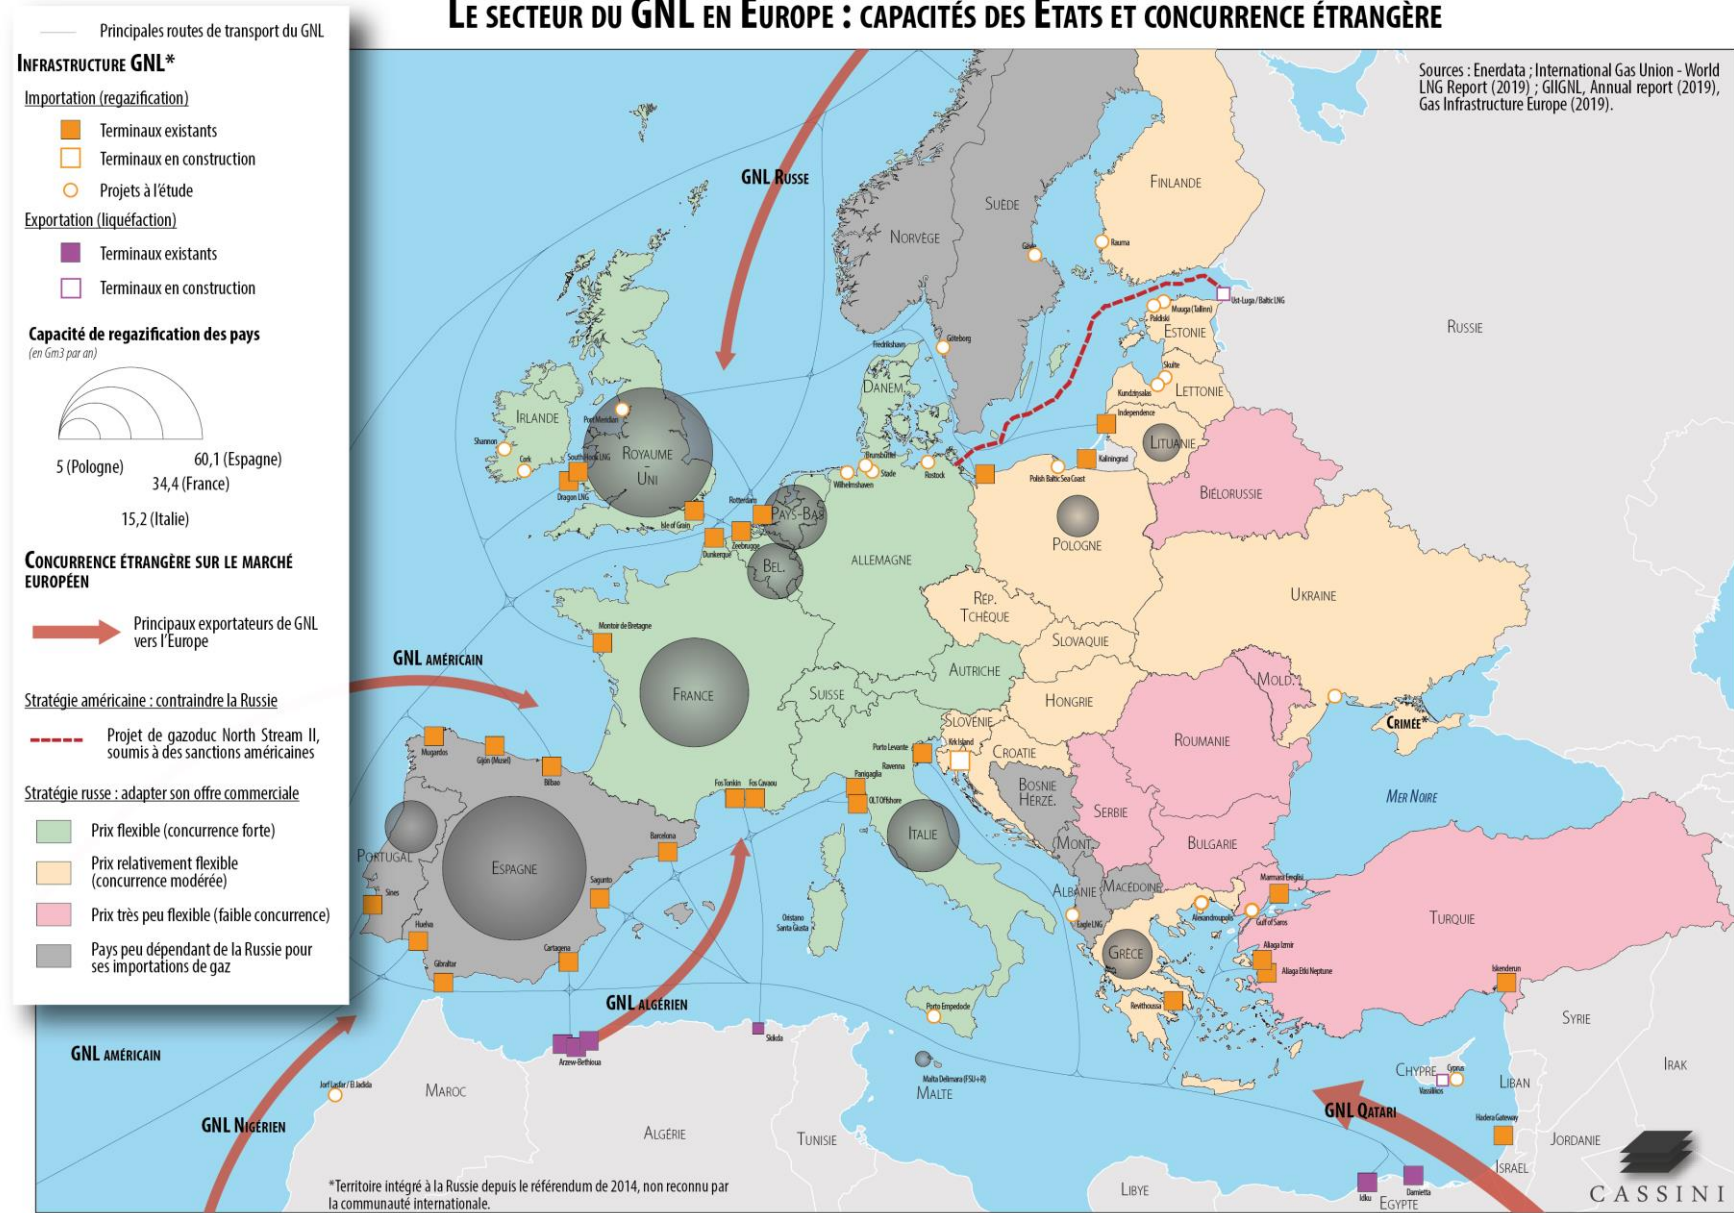 LE SECTEUR DU GNL EN EUROPE : CAPACITÉS DES ETATS ET CONCURRENCE ÉTRANGÈRE
Principales routes de transport du GNL
INFRASTRUCTURE GNL*
Importation (regazification)
Terminaux existants
Terminaux en construction
Projets à l'étude
Exportation (liquéfaction)
Terminaux existants
Terminaux en construction
Capacité de regazification des pays
(en Gm3 par an)
5 (Pologne)
60,1 (Espagne)
34,4 (France)
15,2 (Italie)
CONCURRENCE ÉTRANGÈRE SUR LE MARCHÉ
EUROPÉEN
Principaux exportateurs de GNL
vers l'Europe
Stratégie américaine : contraindre la Russie
Projet de gazoduc North Stream II,
soumis à des sanctions américaines
Stratégie russe : adapter son offre commerciale
Prix flexible (concurrence forte)
Prix relativement flexible
(concurrence modérée)
Prix très peu flexible (faible concurrence)
Pays peu dépendant de la Russie pour
ses importations de gaz
Sources : Enerdata ; International Gas Union - World
LNG Report (2019) ; GIIGNL, Annual report (2019),
Gas Infrastructure Europe (2019).
GNL RUSSE
FINLANDE
SUÈDE
NORVÈGE
Gävle
Rauma
Ust-Luga / Baltic LNG
Muuga (Tallinn)
Paldiski
ESTONIE
RUSSIE
Göteborg
Fredrikshavn
DANEM.
Skulte
Kundziņsalas
LETTONIE
Independence
LITUANIE
Kaliningrad
IRLANDE
Port Meridian
Shannon
Cork
South Hook LNG
Dragon LNG
ROYAUME
-
UNI
Isle of Grain
Brunsbüttel
Stade
Wilhelmshaven
Rostock
Polish Baltic Sea Coast
BIÉLORUSSIE
Rotterdam
PAYS-BAS
Zeebrugge
Dunkerque
BEL.
ALLEMAGNE
POLOGNE
UKRAINE
RÉP.
TCHÈQUE
SLOVAQUIE
Montoir de Bretagne
AUTRICHE
MOLD.
GNL AMÉRICAIN
FRANCE
SUISSE
HONGRIE
SLOVÉNIE
CRIMÉE*
Krk Island
CROATIE
ROUMANIE
Mugardos
Gijón (Musel)
Bilbao
Porto Levante
Ravenna
Panigaglia
OLT Offshore
Fos Tonkin
Fos Cavaou
BOSNIE
HÉRZÉ.
SERBIE
MER NOIRE
ITALIE
MONT.
BULGARIE
PORTUGAL
ESPAGNE
Barcelona
Sagunto
Sines
Huelva
Cartagena
Gibraltar
Oristano
Santa Giusta
ALBANIE
MACÉDOINE
Marmara Ereglisi
Eagle LNG
Alexandroupolis
Gulf of Saros
TURQUIE
GRÈCE
Aliaga Izmir
Aliaga Etki Neptune
Iskenderun
Revithoussa
Porto Empedocle
GNL ALGÉRIEN
Skikda
Arzew-Bethioua
SYRIE
IRAK
GNL AMÉRICAIN
Jorf Lasfar / El Jadida
MAROC
GNL NIGÉRIEN
Malta Delimara (FSU+R)
MALTE
CHYPRE
Cyprus
Vassilikos
LIBAN
GNL QATARI
Hadera Gateway
ALGÉRIE
TUNISIE
JORDANIE
ISRAEL
LIBYE
Idku
Damietta
EGYPTE
*Territoire intégré à la Russie depuis le référendum de 2014, non reconnu par
la communauté internationale.
CASSINI